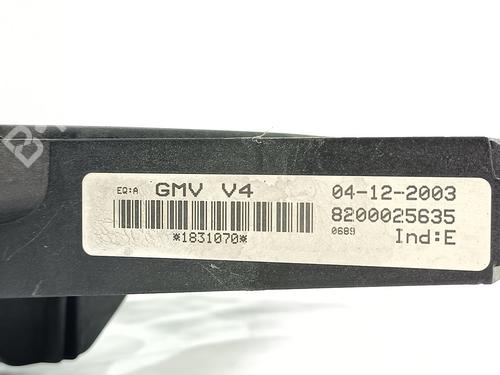 EQ:A GMV V4 04-12-2003
8200025635
*1831070* 0689 Ind:E